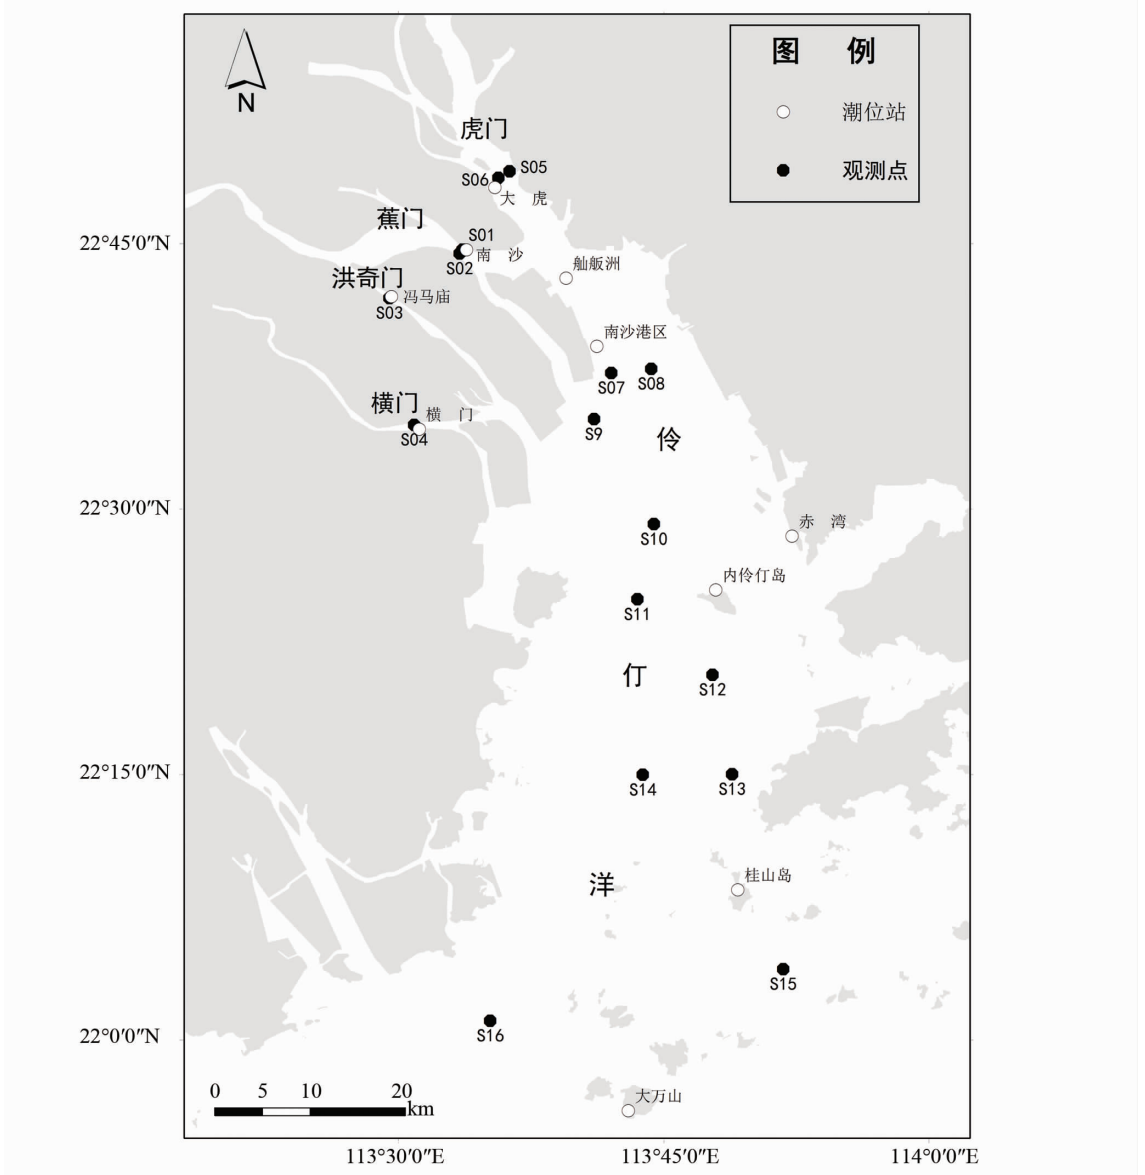 图 例
潮位站
观测点
N
虎门
S05
S06
大 虎
蕉门
S01
22°45′0″N
南 沙
S02
舢舨洲
洪奇门
冯马庙
S03
南沙港区
S07
S08
横门
横 门
S04
S9
伶
22°30′0″N
赤 湾
S10
内伶仃岛
S11
仃
S12
22°15′0″N
S14
S13
桂山岛
洋
S15
S16
22°0′0″N
0 5 10 20
km
大万山
113°30′0″E
113°45′0″E
114°0′0″E